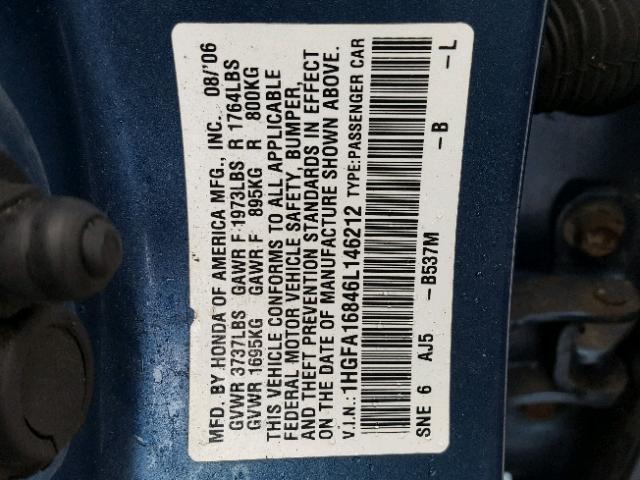 MFD. BY HONDA OF AMERICA MFG., INC. 08/'06
GVWR 3737LBS GAWR F 1973LBS R 1764LBS
GVWR 1695KG GAWR F 895KG R 800KG
THIS VEHICLE CONFORMS TO ALL APPLICABLE
FEDERAL MOTOR VEHICLE SAFETY, BUMPER,
AND THEFT PREVENTION STANDARDS IN EFFECT
ON THE DATE OF MANUFACTURE SHOWN ABOVE.
V.I.N.: 1HGFA16846L146212 TYPE:PASSENGER CAR
SNE 6 AJ5 -B537M -B -L